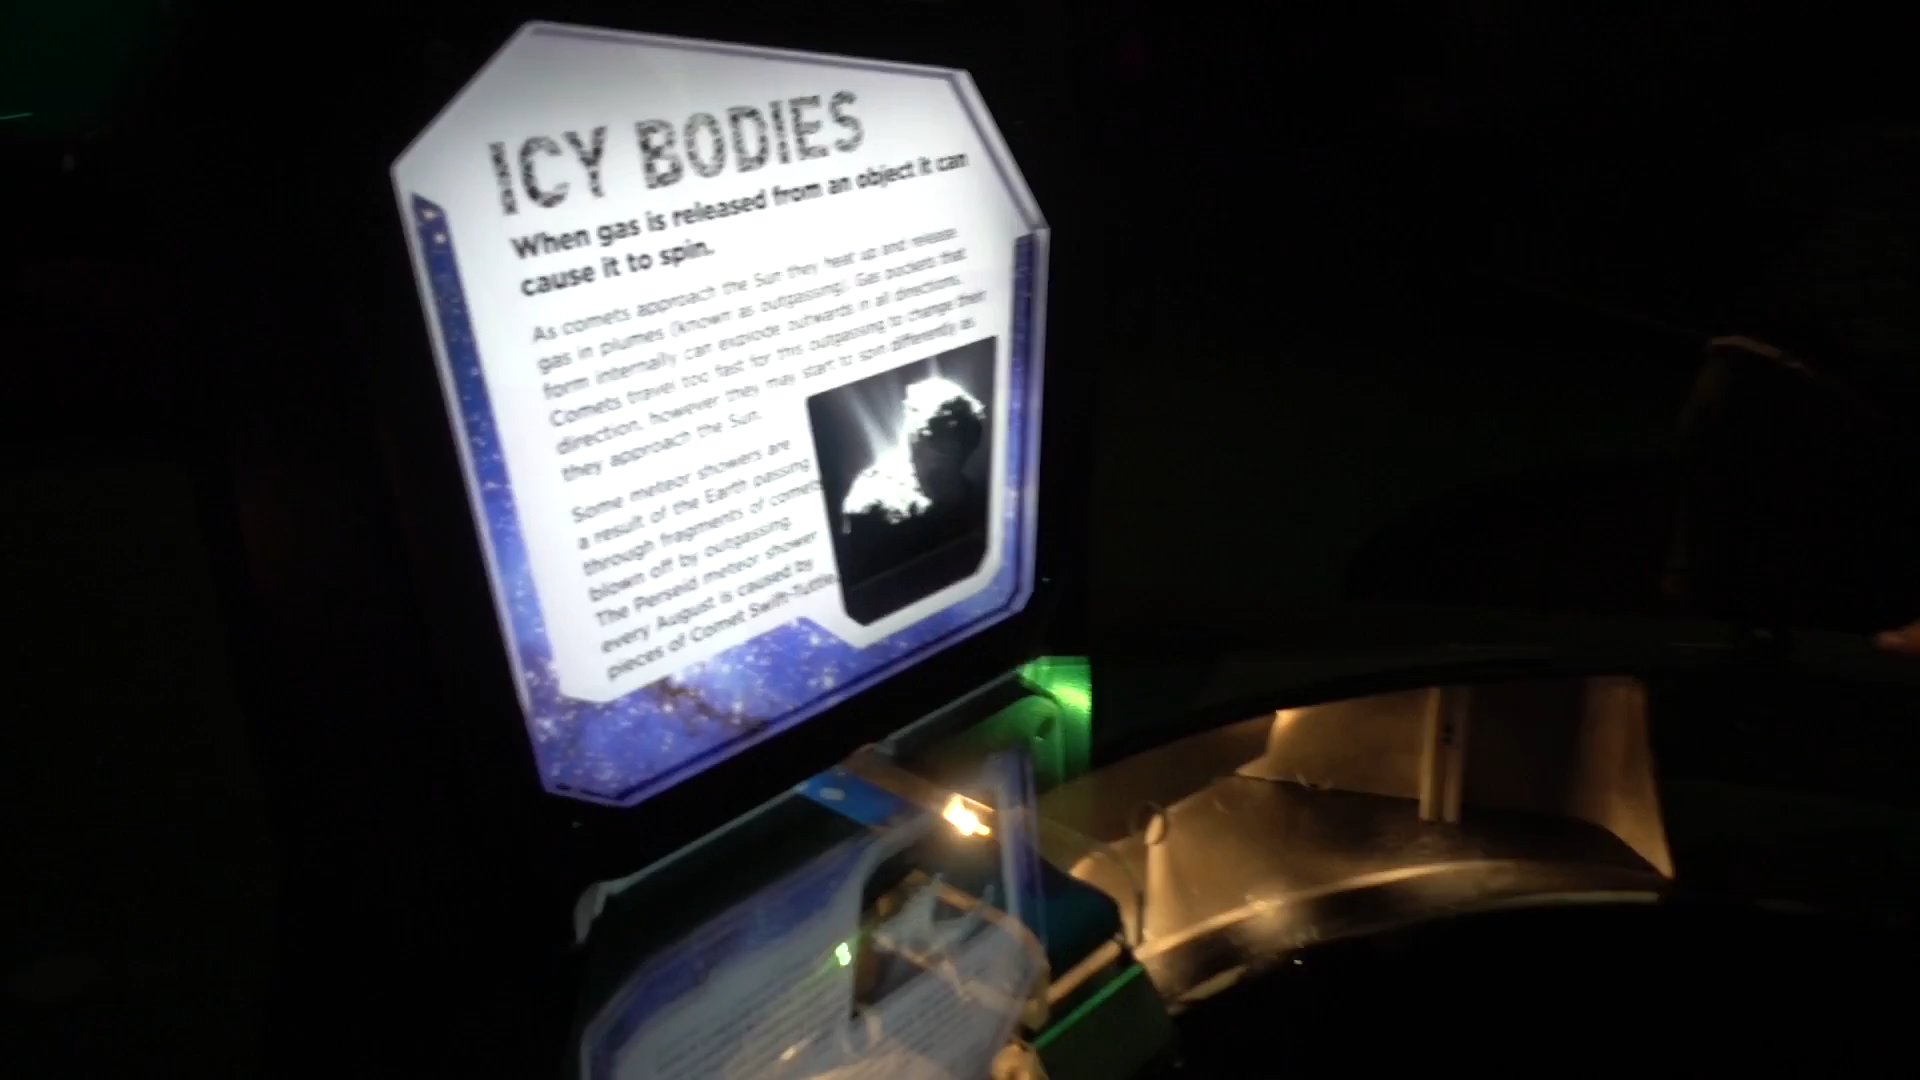 ICY BODIES
When gas is released from an object it can
cause it to spin.
As comets approach the Sun they heat up and release
gas in plumes (known as outgassing). Gas pockets that
form internally can explode outwards in all directions.
Comets travel too fast for this outgassing to change their
direction, however they may start to spin differently as
they approach the Sun.
Some meteor showers are
a result of the Earth passing
through fragments of comets
blown off by outgassing.
The Perseid meteor shower
every August is caused by
pieces of Comet Swift-Tuttle.